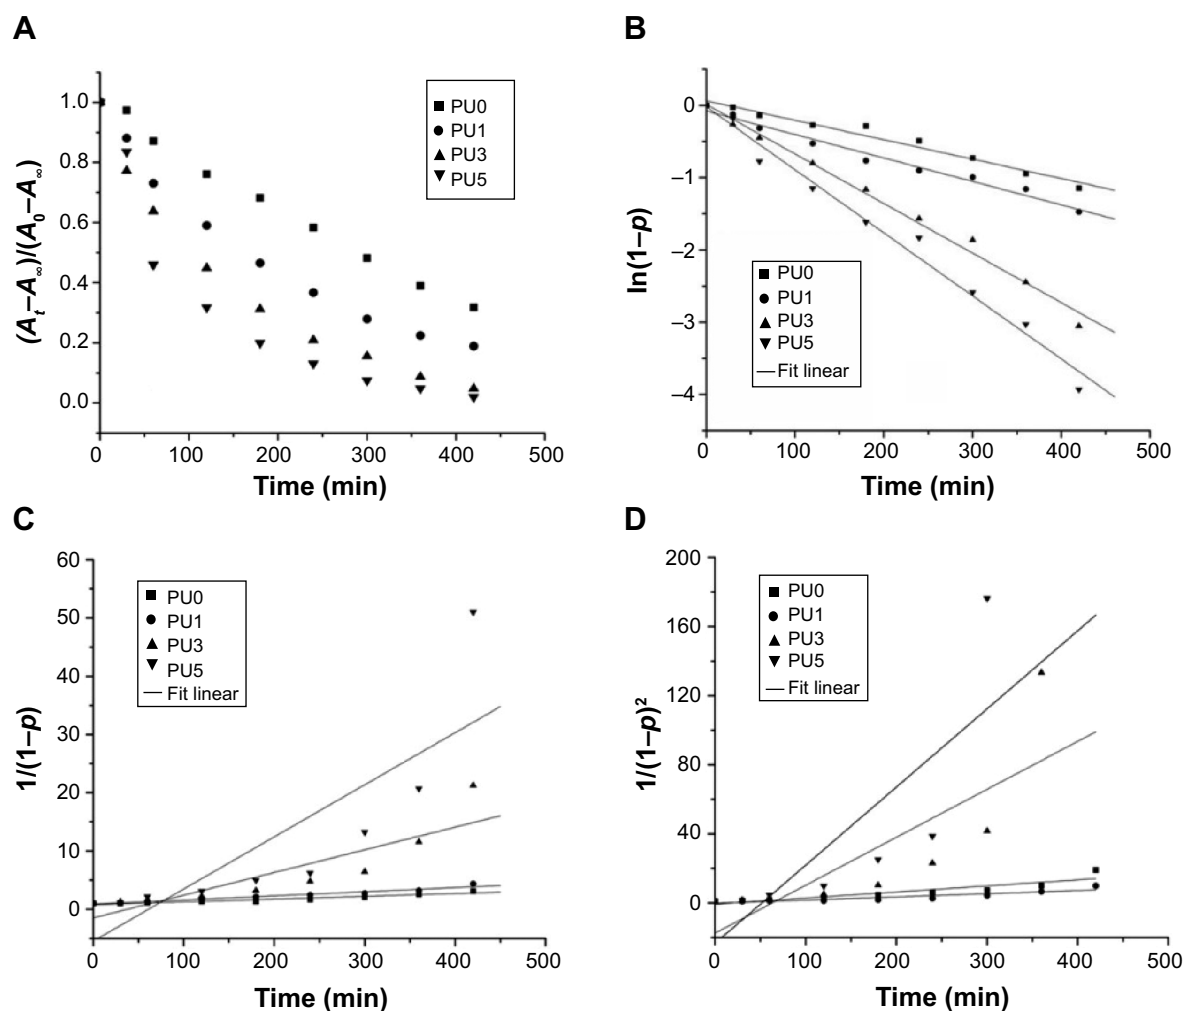 A
(Aₜ–A∞)/(A₀–A∞)
1.0
0.8
0.6
0.4
0.2
0.0
PU0
PU1
PU3
PU5
0 100 200 300 400 500
Time (min)
B
ln(1–p)
0
–1
–2
–3
–4
PU0
PU1
PU3
PU5
Fit linear
0 100 200 300 400 500
Time (min)
C
1/(1–p)
60
50
40
30
20
10
0
PU0
PU1
PU3
PU5
Fit linear
0 100 200 300 400 500
Time (min)
D
1/(1–p)²
200
160
120
80
40
0
PU0
PU1
PU3
PU5
Fit linear
0 100 200 300 400 500
Time (min)